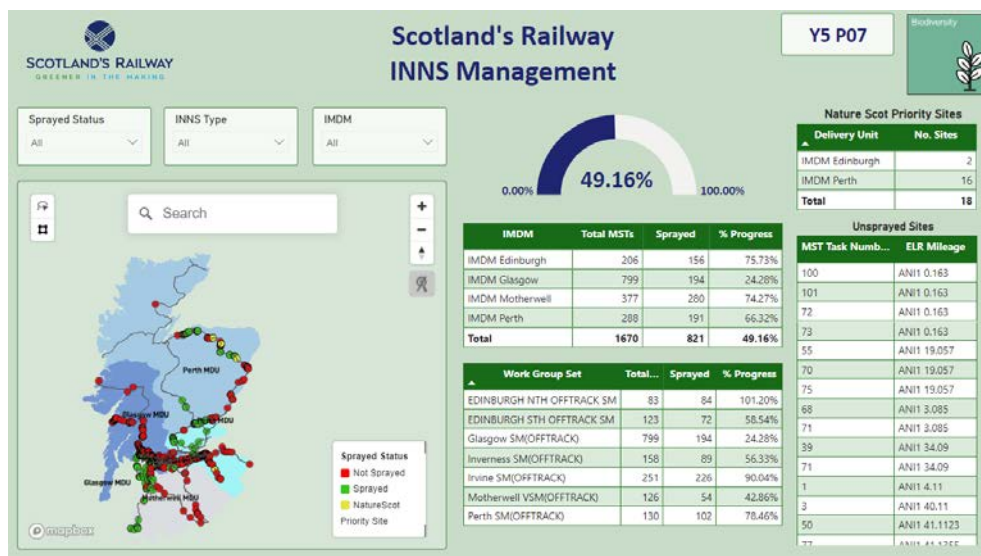 Scotland's Railway
INNS Management
SCOTLAND'S RAILWAY
GREENER IN THE MAKING
Y5 P07
Biodiversity
Sprayed Status
All
INNS Type
All
IMDM
All
Search
Perth MDU
Glasgow MDU
Glasgow MDU
Motherwell MDU
Sprayed Status
Not Sprayed
Sprayed
NatureScot
Priority Site
mapbox
0.00% 49.16% 100.00%
IMDM Total MSTs Sprayed % Progress
IMDM Edinburgh 206 156 75.73%
IMDM Glasgow 799 194 24.28%
IMDM Motherwell 377 280 74.27%
IMDM Perth 288 191 66.32%
Total 1670 821 49.16%
Work Group Set Total... Sprayed % Progress
EDINBURGH NTH OFFTRACK SM 83 84 101.20%
EDINBURGH STH OFFTRACK SM 123 72 58.54%
Glasgow SM(OFFTRACK) 799 194 24.28%
Inverness SM(OFFTRACK) 158 89 56.33%
Irvine SM(OFFTRACK) 251 226 90.04%
Motherwell VSM(OFFTRACK) 126 54 42.86%
Perth SM(OFFTRACK) 130 102 78.46%
Nature Scot Priority Sites
Delivery Unit No. Sites
IMDM Edinburgh 2
IMDM Perth 16
Total 18
Unsprayed Sites
MST Task Numb... ELR Mileage
100 ANI1 0.163
101 ANI1 0.163
72 ANI1 0.163
73 ANI1 0.163
55 ANI1 19.057
70 ANI1 19.057
75 ANI1 19.057
68 ANI1 3.085
71 ANI1 3.085
39 ANI1 34.09
71 ANI1 34.09
1 ANI1 4.11
3 ANI1 40.11
50 ANI1 41.1123